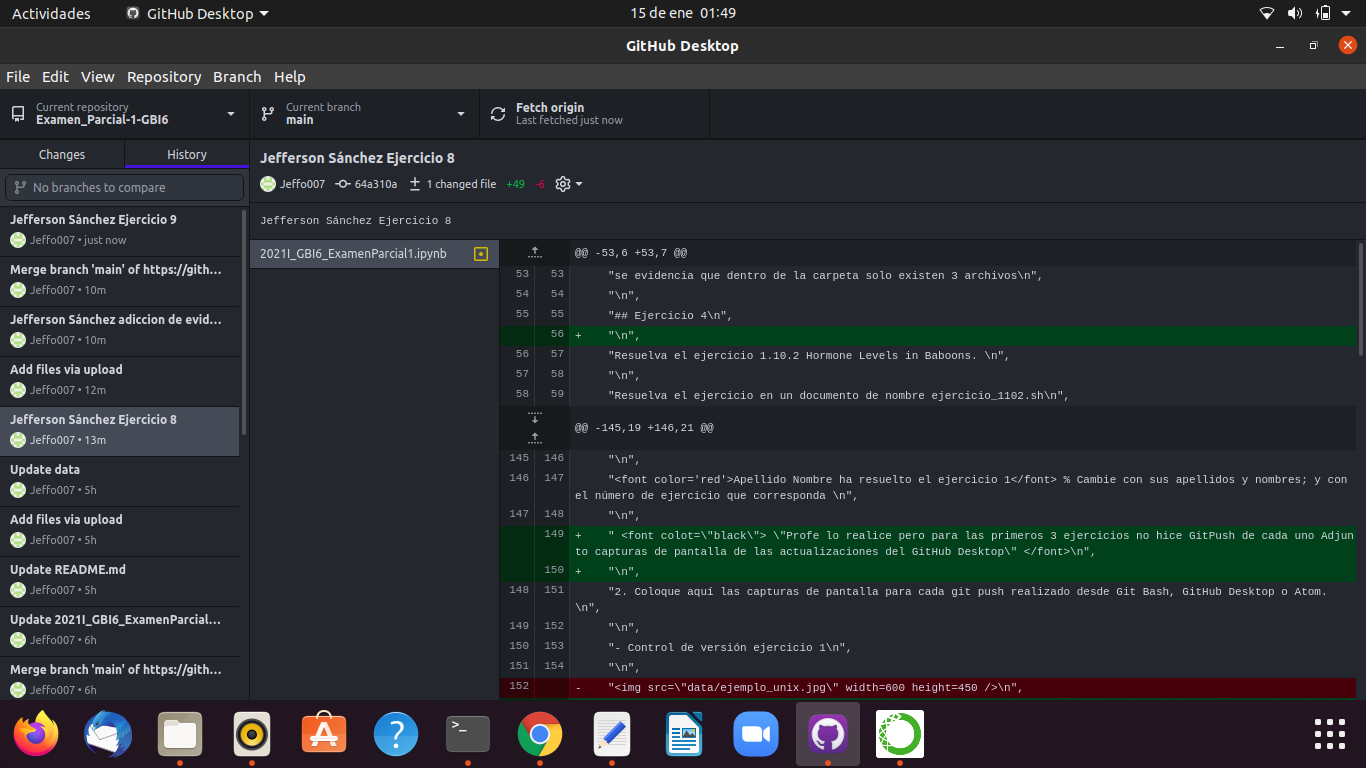 Actividades
GitHub Desktop
15 de ene 01:49
GitHub Desktop
File Edit View Repository Branch Help
Current repository
Examen_Parcial-1-GBI6
Current branch
main
Fetch origin
Last fetched just now
Changes
History
No branches to compare
Jefferson Sánchez Ejercicio 9
Jeffo007 • just now
Merge branch 'main' of https://gith...
Jeffo007 • 10m
Jefferson Sánchez adiccion de evid...
Jeffo007 • 10m
Add files via upload
Jeffo007 • 12m
Jefferson Sánchez Ejercicio 8
Jeffo007 • 13m
Update data
Jeffo007 • 5h
Add files via upload
Jeffo007 • 5h
Update README.md
Jeffo007 • 5h
Update 2021I_GBI6_ExamenParcial...
Jeffo007 • 6h
Merge branch 'main' of https://gith...
Jeffo007 • 6h
Jefferson Sánchez Ejercicio 8
Jeffo007 64a310a 1 changed file +49 -6
Jefferson Sánchez Ejercicio 8
2021I_GBI6_ExamenParcial1.ipynb
@@ -53,6 +53,7 @@
53 53 "se evidencia que dentro de la carpeta solo existen 3 archivos\n",
54 54 "\n",
55 55 "## Ejercicio 4\n",
56 + "\n",
56 57 "Resuelva el ejercicio 1.10.2 Hormone Levels in Baboons. \n",
57 58 "\n",
58 59 "Resuelva el ejercicio en un documento de nombre ejercicio_1102.sh\n",
@@ -145,19 +146,21 @@
145 146 "\n",
146 147 "<font color='red'>Apellido Nombre ha resuelto el ejercicio 1</font> % Cambie con sus apellidos y nombres; y con
el número de ejercicio que corresponda \n",
147 148 "\n",
149 + " <font colot=\"black\"> \"Profe lo realice pero para las primeros 3 ejercicios no hice GitPush de cada uno Adjun
to capturas de pantalla de las actualizaciones del GitHub Desktop\" </font>\n",
150 + "\n",
148 151 "2. Coloque aquí las capturas de pantalla para cada git push realizado desde Git Bash, GitHub Desktop o Atom.
\n",
149 152 "\n",
150 153 "- Control de versión ejercicio 1\n",
151 154 "\n",
152 - "<img src=\"data/ejemplo_unix.jpg\" width=600 height=450 />\n",